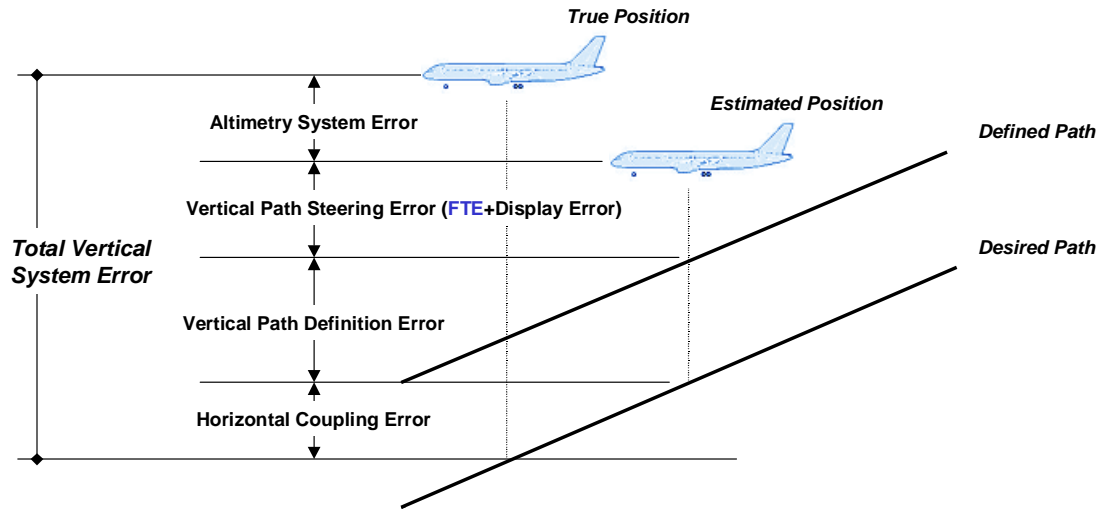 True Position
Estimated Position
Defined Path
Altimetry System Error
Vertical Path Steering Error (FTE+Display Error)
Total Vertical
System Error
Desired Path
Vertical Path Definition Error
Horizontal Coupling Error